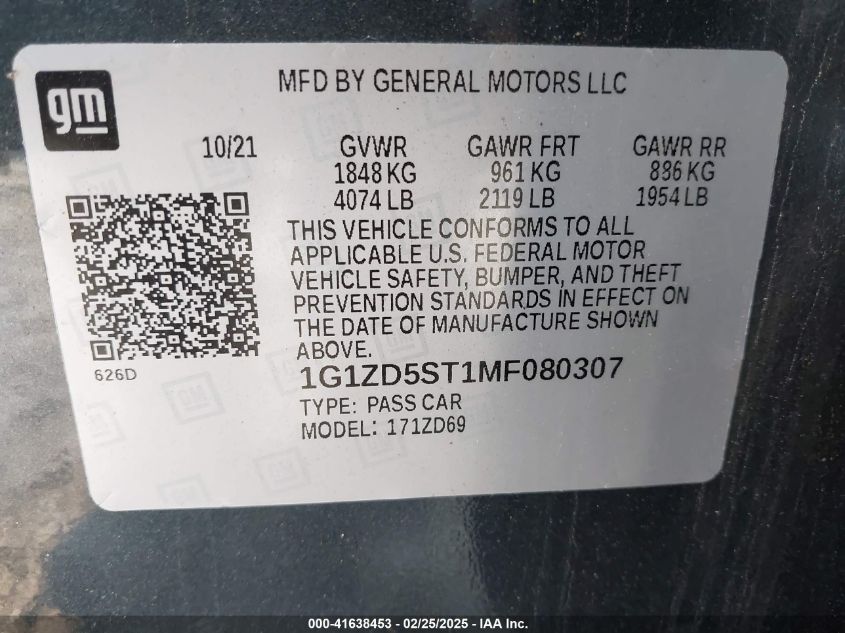 gm
MFD BY GENERAL MOTORS LLC
10/21 GVWR GAWR FRT GAWR RR
1848 KG 961 KG 886 KG
4074 LB 2119 LB 1954 LB
THIS VEHICLE CONFORMS TO ALL
APPLICABLE U.S. FEDERAL MOTOR
VEHICLE SAFETY, BUMPER, AND THEFT
PREVENTION STANDARDS IN EFFECT ON
THE DATE OF MANUFACTURE SHOWN
ABOVE.
626D
1G1ZD5ST1MF080307
TYPE: PASS CAR
MODEL: 171ZD69
000-41638453 - 02/25/2025 - IAA Inc.